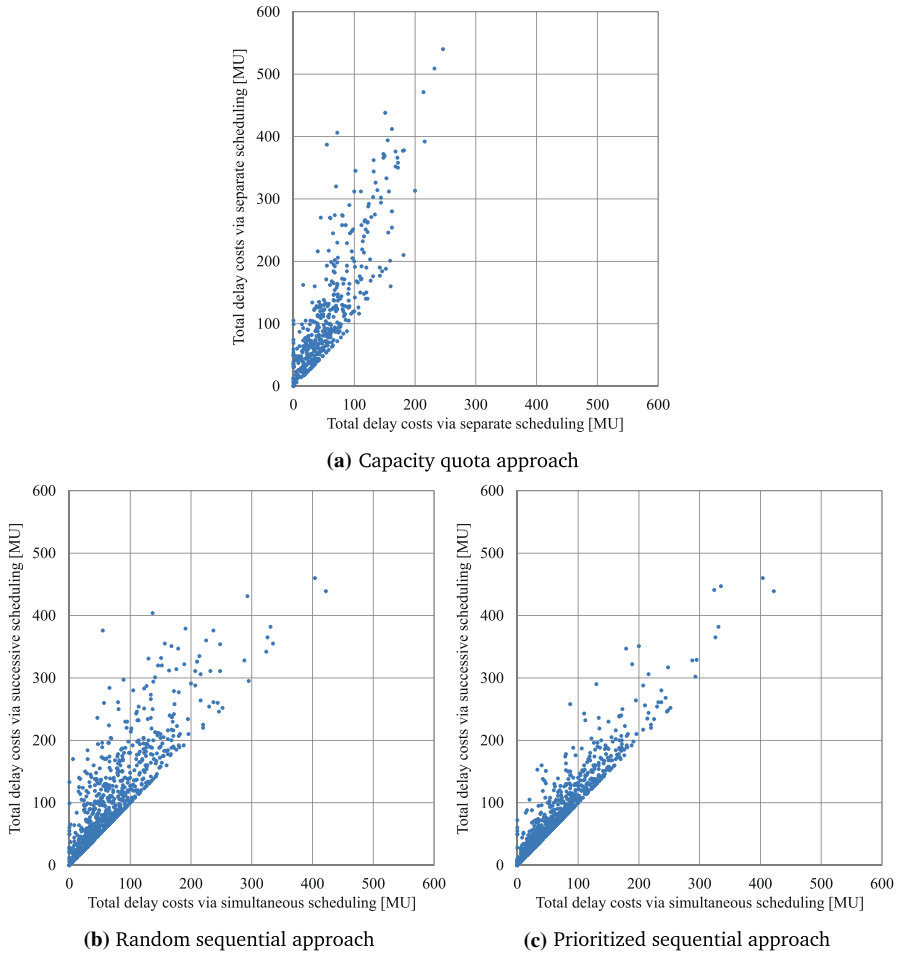 600
500
400
300
200
100
0
Total delay costs via separate scheduling [MU]
0 100 200 300 400 500 600
Total delay costs via separate scheduling [MU]
(a) Capacity quota approach
600
500
400
300
200
100
0
Total delay costs via successive scheduling [MU]
0 100 200 300 400 500 600
Total delay costs via simultaneous scheduling [MU]
(b) Random sequential approach
600
500
400
300
200
100
0
Total delay costs via successive scheduling [MU]
0 100 200 300 400 500 600
Total delay costs via simultaneous scheduling [MU]
(c) Prioritized sequential approach